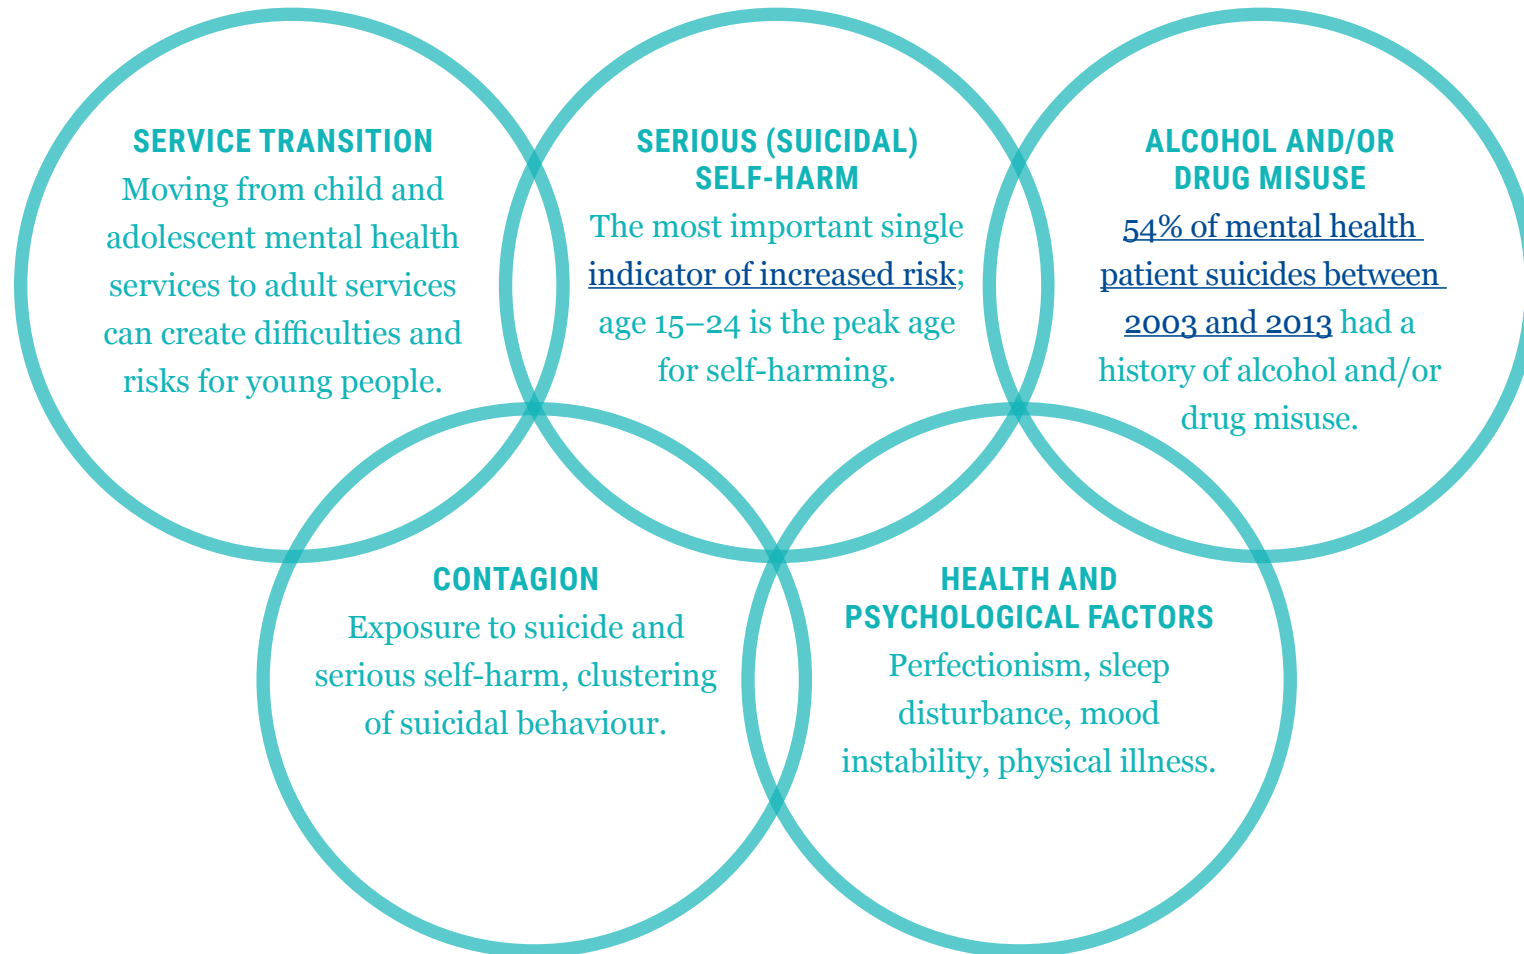 SERVICE TRANSITION
Moving from child and
adolescent mental health
services to adult services
can create difficulties and
risks for young people.
SERIOUS (SUICIDAL)
SELF-HARM
The most important single
indicator of increased risk;
age 15–24 is the peak age
for self-harming.
ALCOHOL AND/OR
DRUG MISUSE
54% of mental health
patient suicides between
2003 and 2013 had a
history of alcohol and/or
drug misuse.
CONTAGION
Exposure to suicide and
serious self-harm, clustering
of suicidal behaviour.
HEALTH AND
PSYCHOLOGICAL FACTORS
Perfectionism, sleep
disturbance, mood
instability, physical illness.